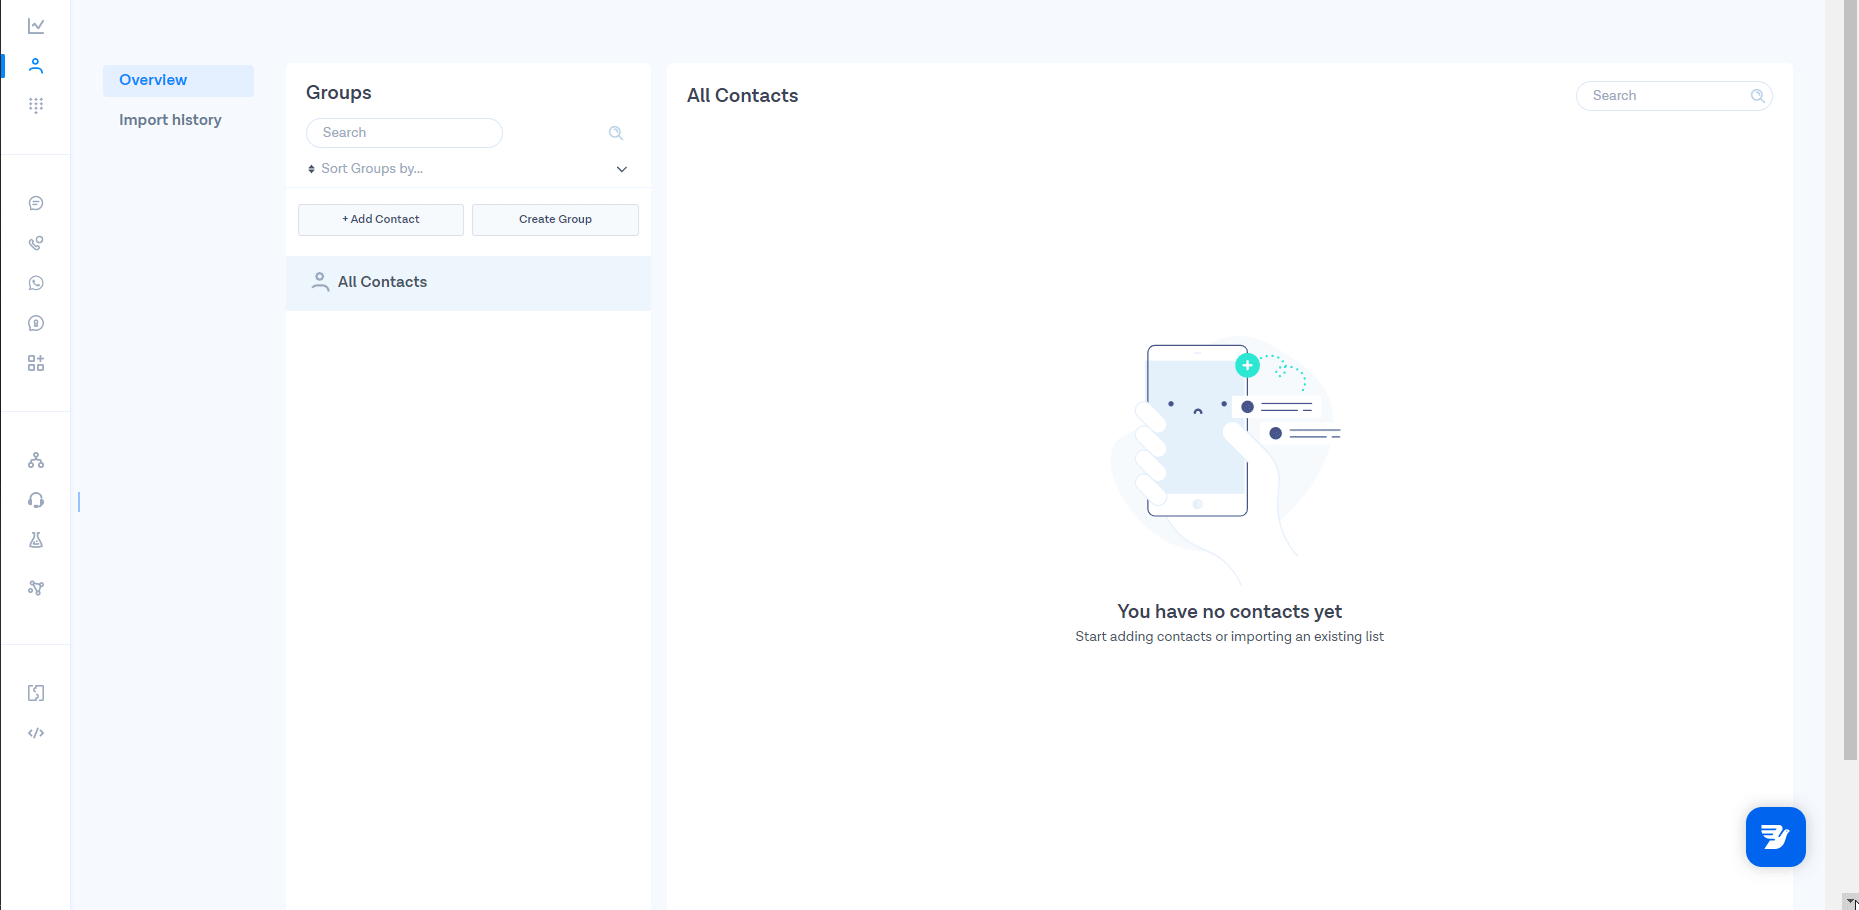 Overview
Import history
Groups
Search
Sort Groups by...
+ Add Contact
Create Group
All Contacts
All Contacts
Search
You have no contacts yet
Start adding contacts or importing an existing list